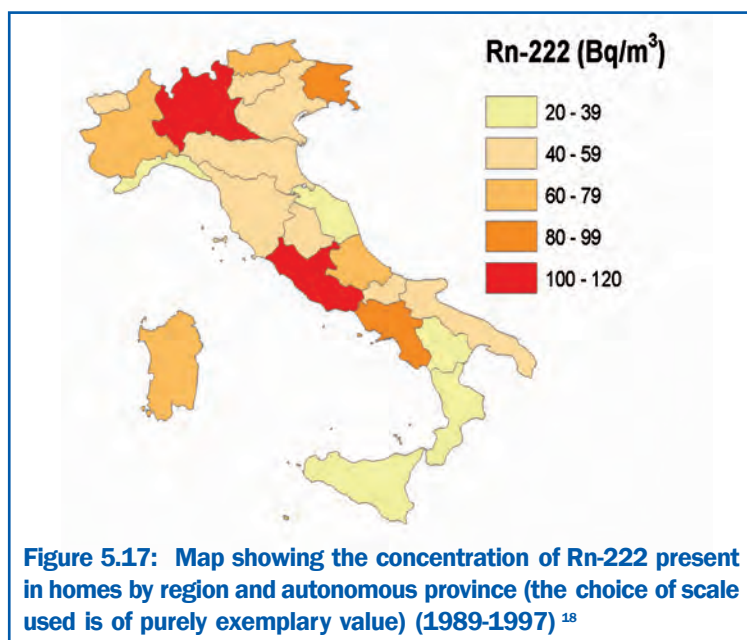 Rn-222 (Bq/m³)
20 - 39
40 - 59
60 - 79
80 - 99
100 - 120
Figure 5.17: Map showing the concentration of Rn-222 present
in homes by region and autonomous province (the choice of scale
used is of purely exemplary value) (1989-1997) ¹⁸